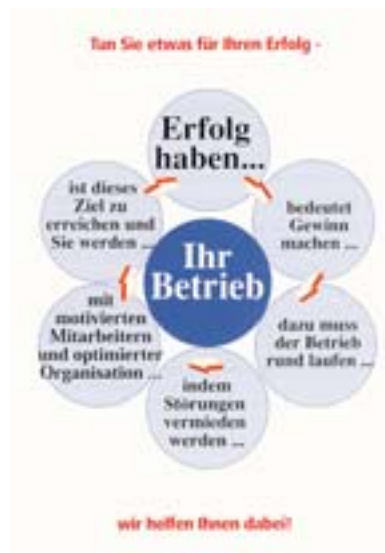 Tun Sie etwas für Ihren Erfolg -
Erfolg
haben...
bedeutet
Gewinn
machen ...
dazu muss
der Betrieb
rund laufen ...
indem
Störungen
vermieden
werden ...
mit
motivierten
Mitarbeitern
und optimierter
Organisation ...
ist dieses
Ziel zu
erreichen und
Sie werden ...
Ihr
Betrieb
wir helfen Ihnen dabei!